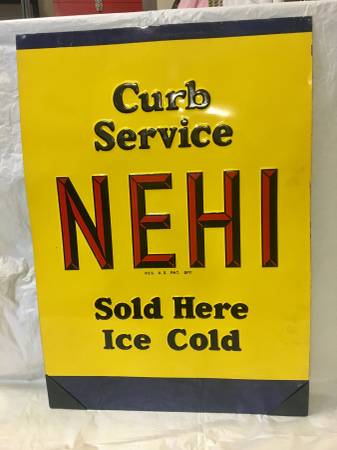 Curb
Service
NEHI
REG. U.S. PAT. OFF.
Sold Here
Ice Cold